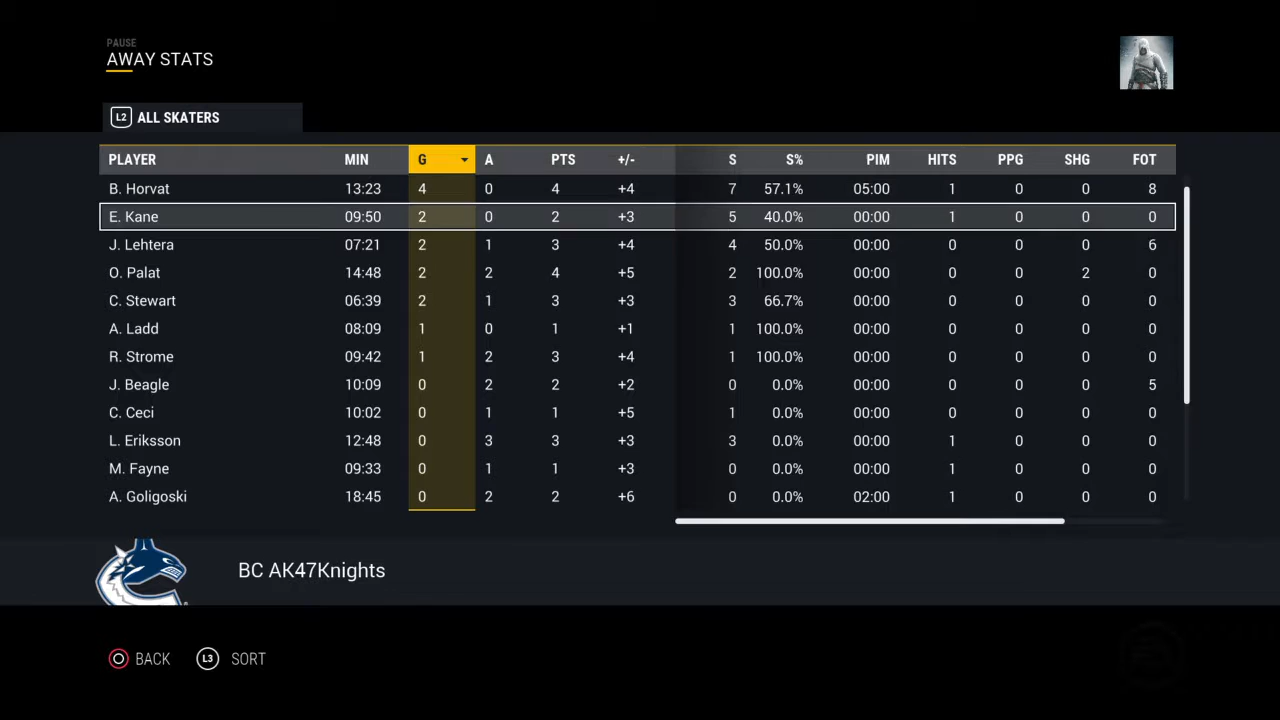 PAUSE
AWAY STATS
L2 ALL SKATERS
PLAYER MIN G A PTS +/- S S% PIM HITS PPG SHG FOT
B. Horvat 13:23 4 0 4 +4 7 57.1% 05:00 1 0 0 8
E. Kane 09:50 2 0 2 +3 5 40.0% 00:00 1 0 0 0
J. Lehtera 07:21 2 1 3 +4 4 50.0% 00:00 0 0 0 6
O. Palat 14:48 2 2 4 +5 2 100.0% 00:00 0 0 2 0
C. Stewart 06:39 2 1 3 +3 3 66.7% 00:00 0 0 0 0
A. Ladd 08:09 1 0 1 +1 1 100.0% 00:00 0 0 0 0
R. Strome 09:42 1 2 3 +4 1 100.0% 00:00 0 0 0 0
J. Beagle 10:09 0 2 2 +2 0 0.0% 00:00 0 0 0 5
C. Ceci 10:02 0 1 1 +5 1 0.0% 00:00 0 0 0 0
L. Eriksson 12:48 0 3 3 +3 3 0.0% 00:00 1 0 0 0
M. Fayne 09:33 0 1 1 +3 0 0.0% 00:00 1 0 0 0
A. Goligoski 18:45 0 2 2 +6 0 0.0% 02:00 1 0 0 0
BC AK47Knights
BACK L3 SORT